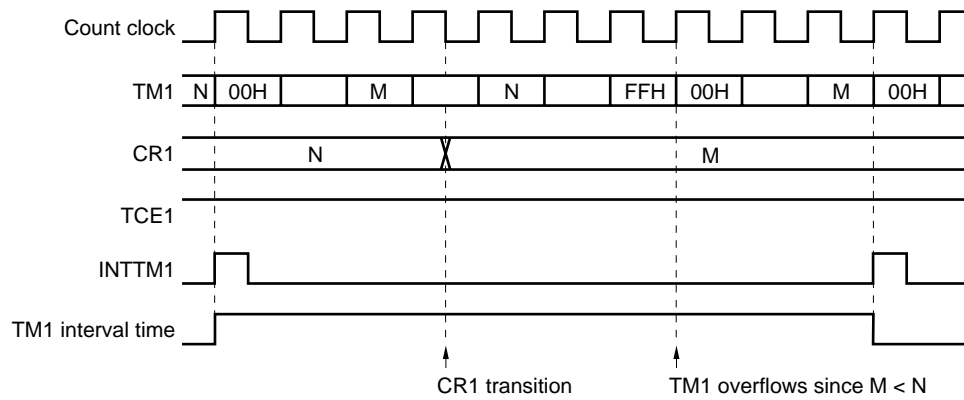 Count clock
TM1 N 00H M N FFH 00H M 00H
CR1 N M
TCE1
INTTM1
TM1 interval time
CR1 transition TM1 overflows since M < N